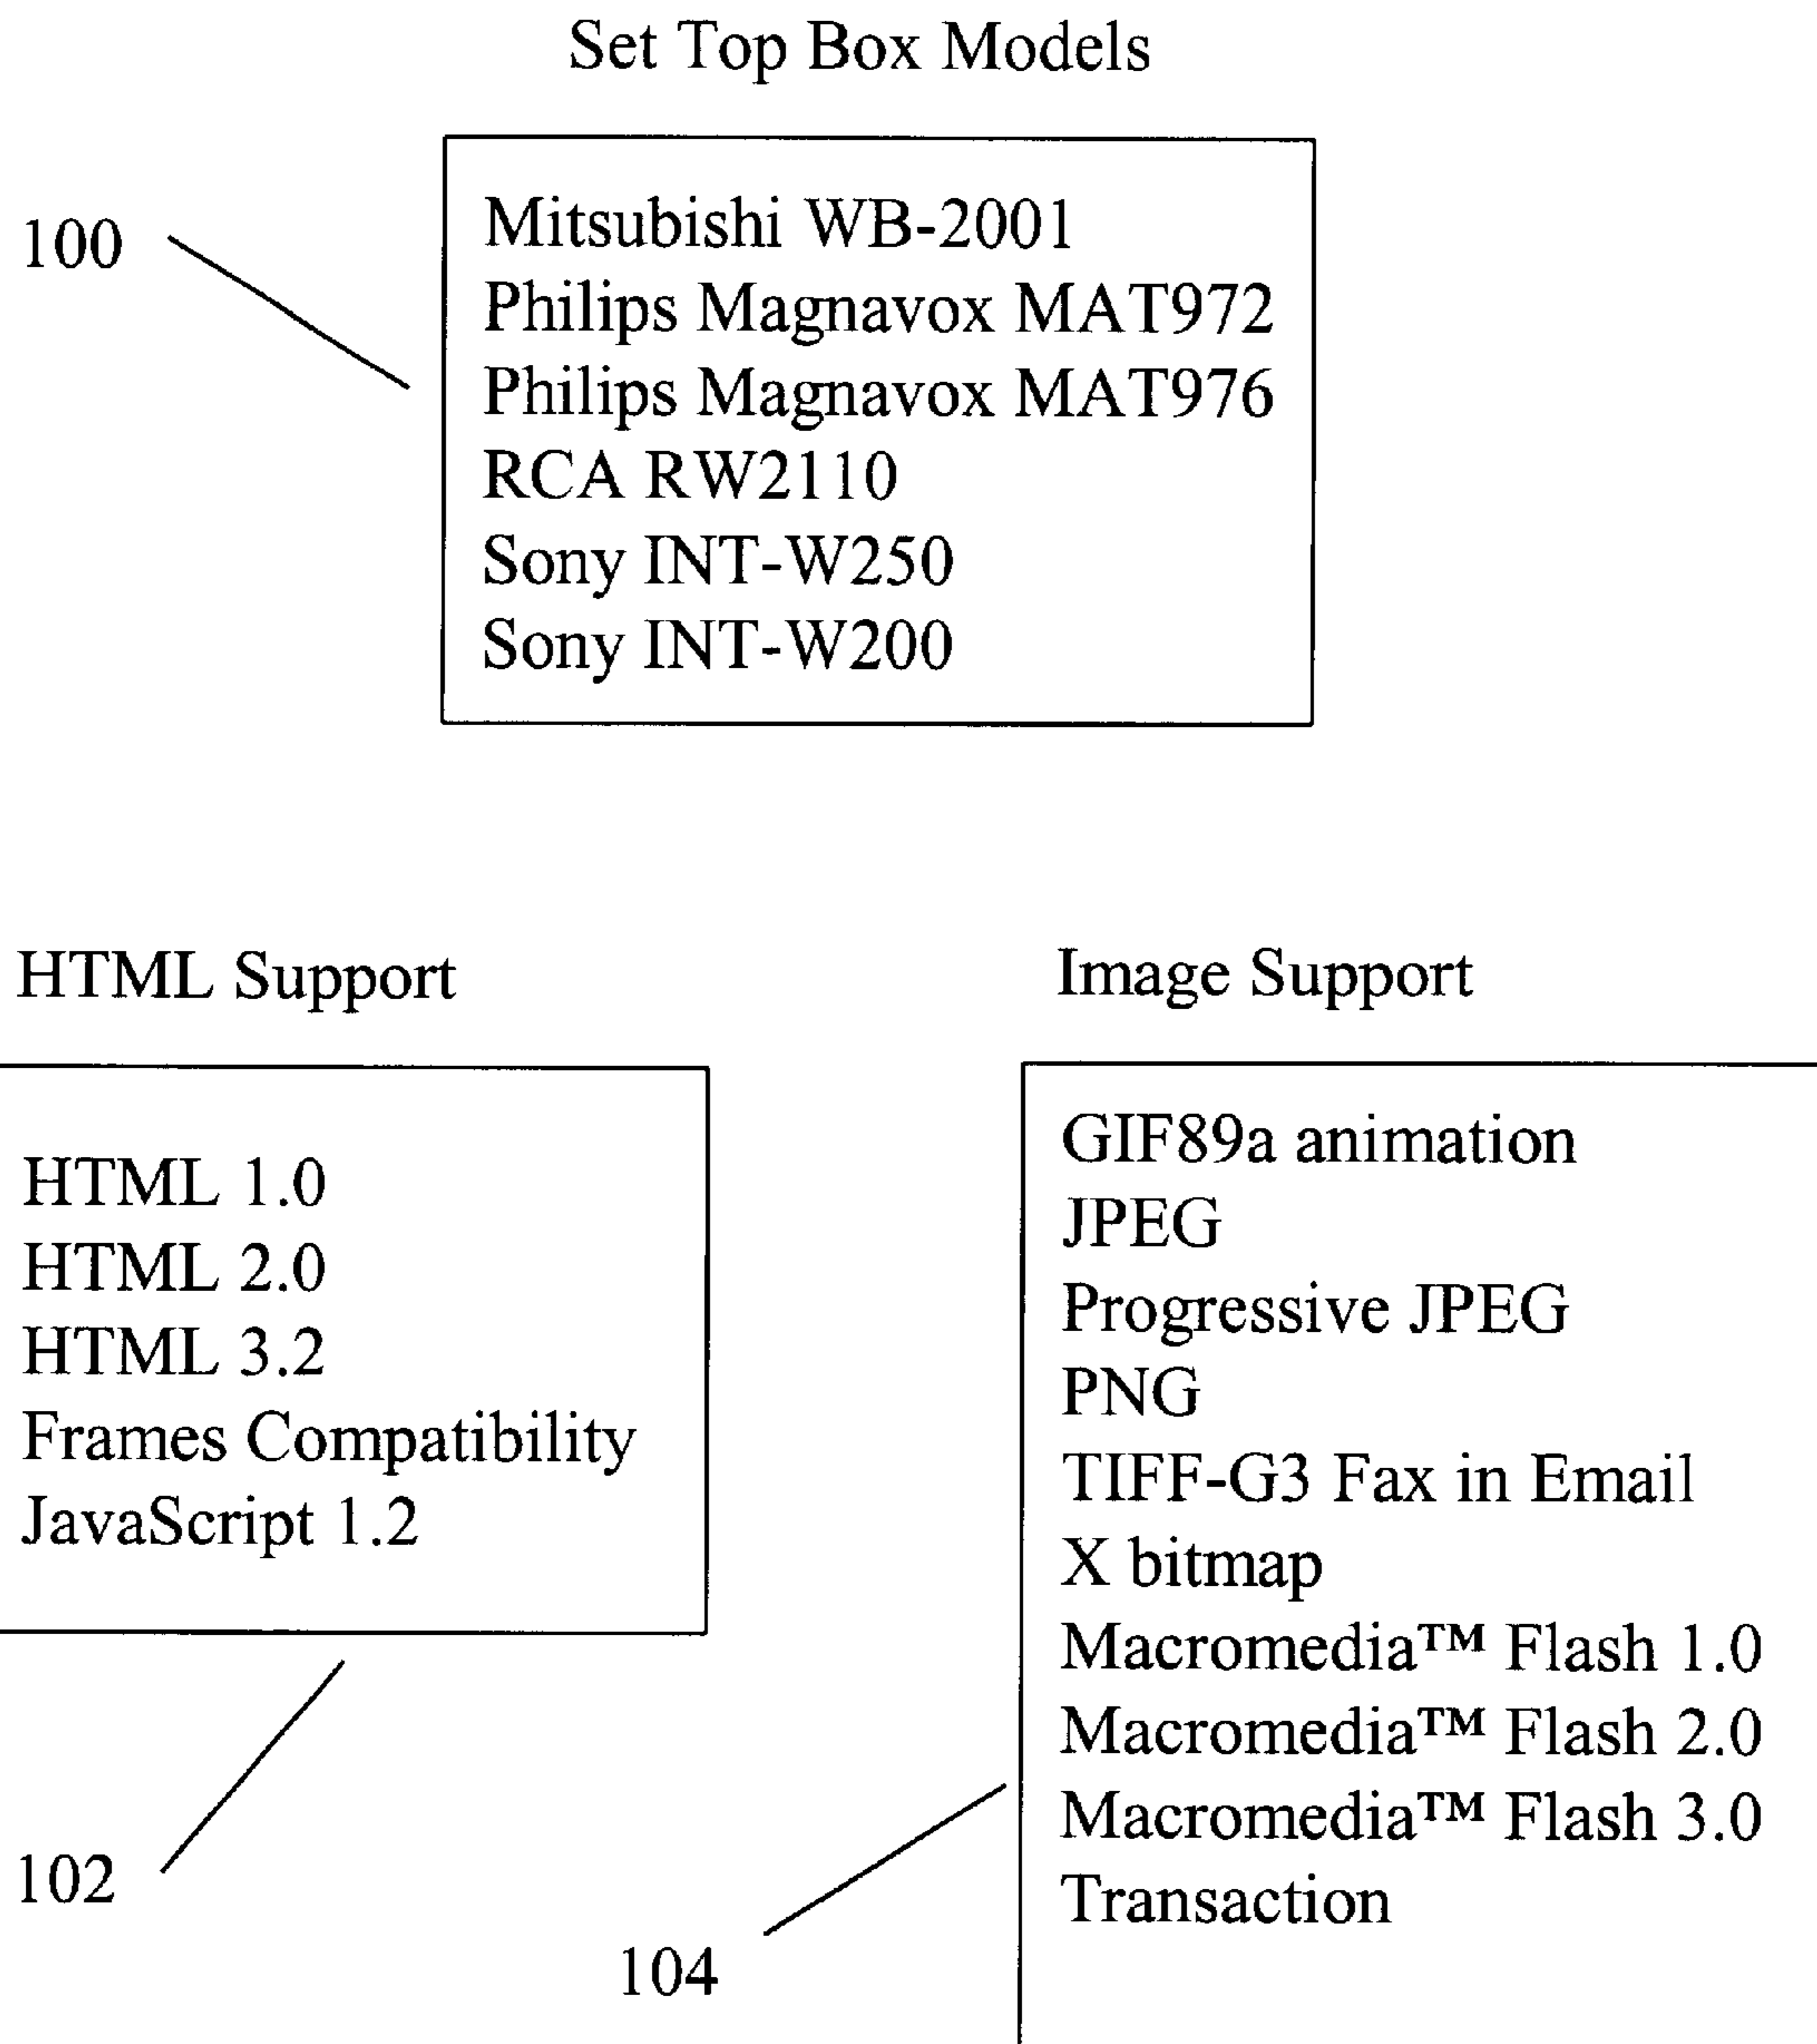 Set Top Box Models
100
Mitsubishi WB-2001
Philips Magnavox MAT972
Philips Magnavox MAT976
RCA RW2110
Sony INT-W250
Sony INT-W200
HTML Support
HTML 1.0
HTML 2.0
HTML 3.2
Frames Compatibility
JavaScript 1.2
102
Image Support
GIF89a animation
JPEG
Progressive JPEG
PNG
TIFF-G3 Fax in Email
X bitmap
Macromedia™ Flash 1.0
Macromedia™ Flash 2.0
Macromedia™ Flash 3.0
Transaction
104